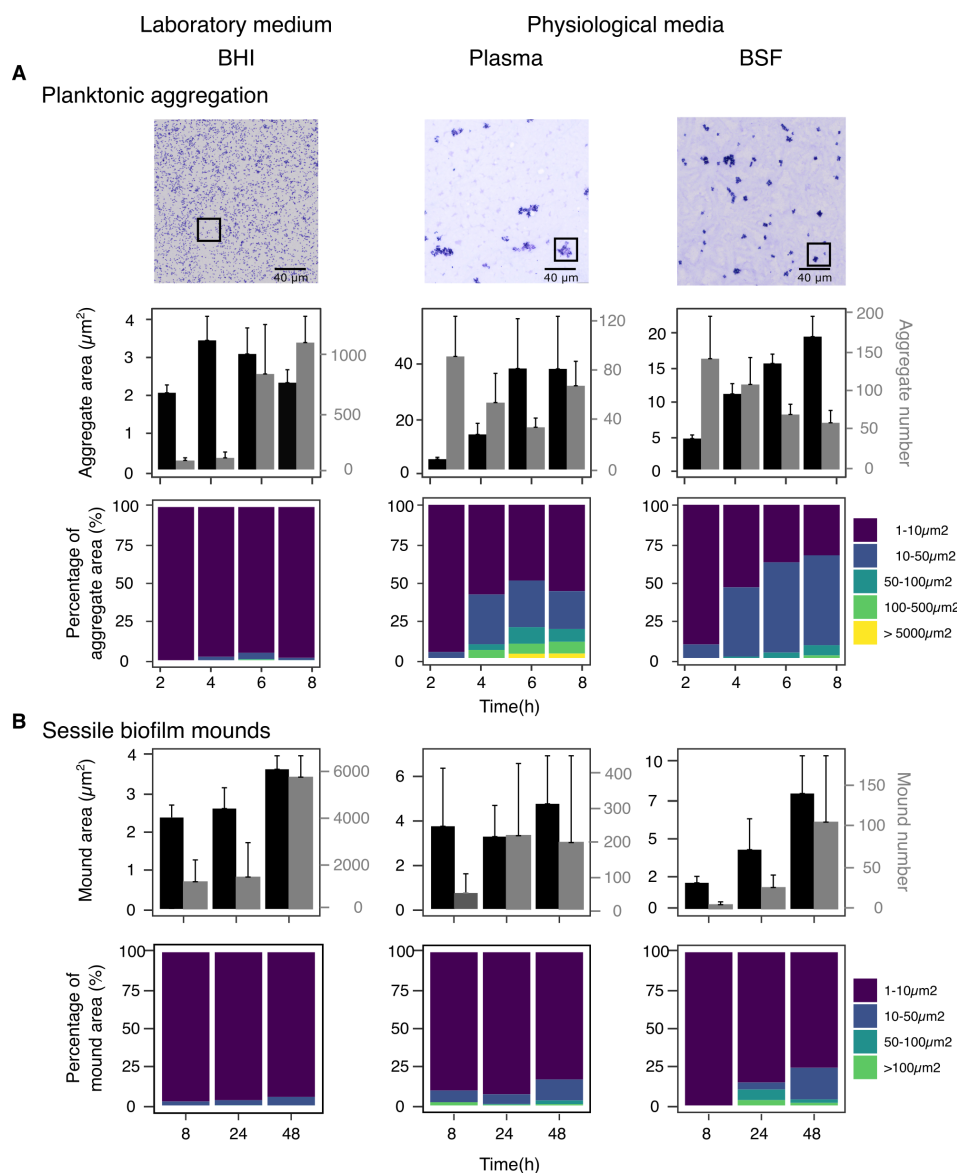 Laboratory medium
Physiological media
BHI
Plasma
BSF
A
Planktonic aggregation
40 µm
40 µm
40 µm
Aggregate area (µm²)
4
3
2
1
0
1000
500
0
40
20
0
120
80
40
0
20
15
10
5
0
200
150
100
50
0
Aggregate number
Percentage of
aggregate area (%)
100
75
50
25
0
100
75
50
25
0
100
75
50
25
0
1-10µm2
10-50µm2
50-100µm2
100-500µm2
> 5000µm2
2 4 6 8
2 4 6 8
2 4 6 8
Time(h)
B
Sessile biofilm mounds
Mound area (µm²)
4
3
2
1
0
6000
4000
2000
0
6
4
2
0
400
300
200
100
0
10
7
5
2
0
150
100
50
0
Mound number
Percentage of
mound area (%)
100
75
50
25
0
100
75
50
25
0
100
75
50
25
0
1-10µm2
10-50µm2
50-100µm2
>100µm2
8 24 48
8 24 48
8 24 48
Time(h)